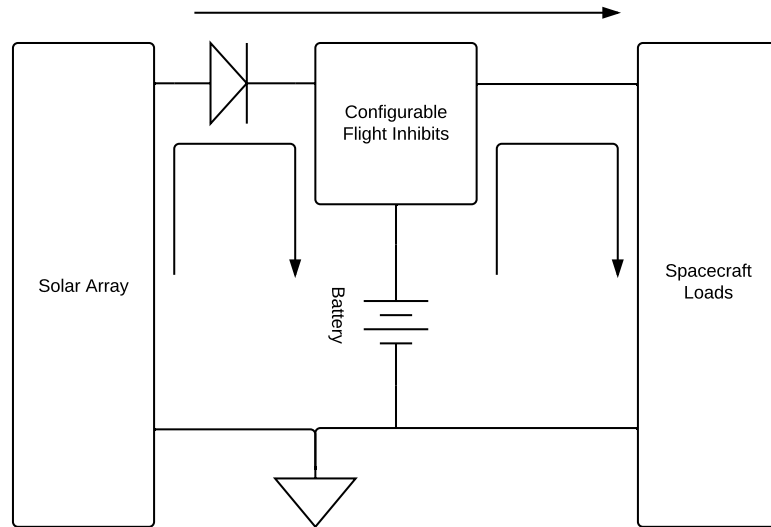 Configurable
Flight Inhibits
Solar Array
Battery
Spacecraft
Loads